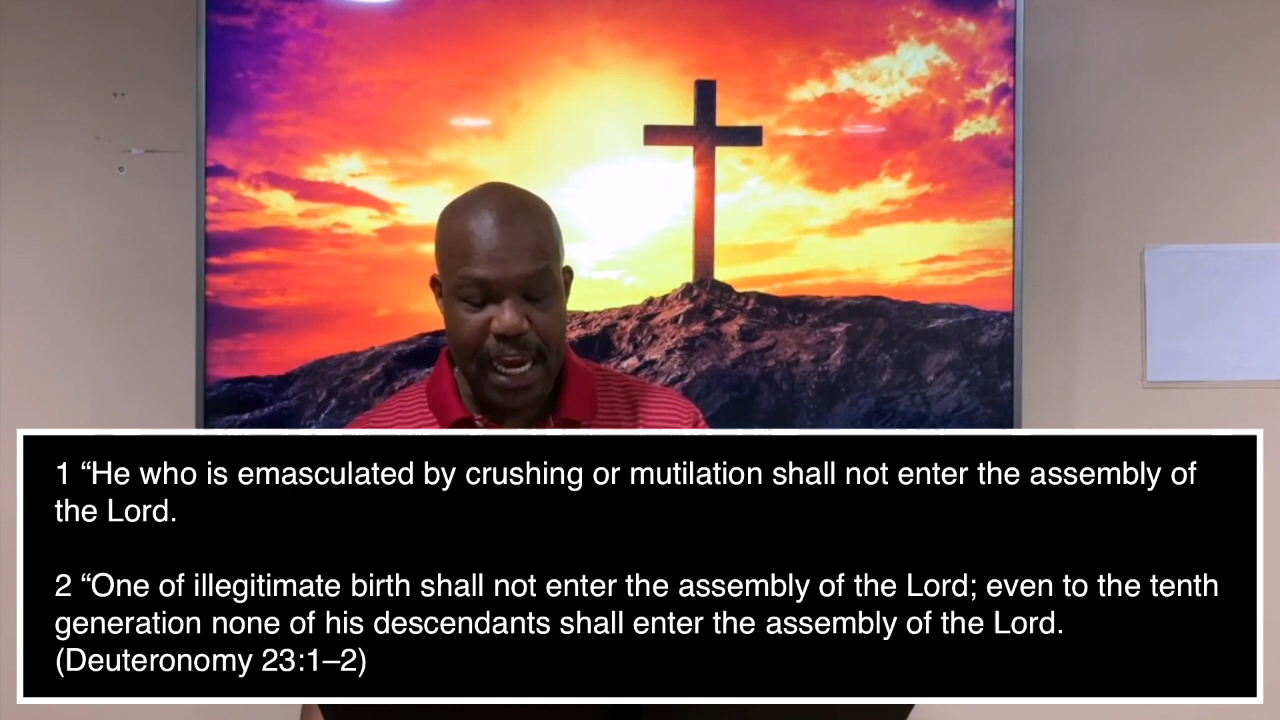 1 “He who is emasculated by crushing or mutilation shall not enter the assembly of
the Lord.
2 “One of illegitimate birth shall not enter the assembly of the Lord; even to the tenth
generation none of his descendants shall enter the assembly of the Lord.
(Deuteronomy 23:1–2)